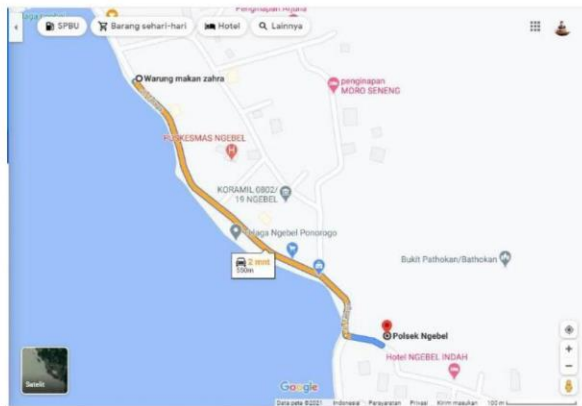 SPBU
Barang sehari-hari
Hotel
Lainnya
Warung makan zahra
penginapan
MORO SENENG
PUSKESMAS NGEBEL
H
KORAMIL 0802/
19 NGEBEL
Telaga Ngebel Ponorogo
2 mnt
Bukit Pathokan/Bathokan
Polsek Ngebel
Hotel NGEBEL INDAH
Satelit
Google
Data peta ©2021 Indonesia Persyaratan Privasi Kirim masukan 100 m